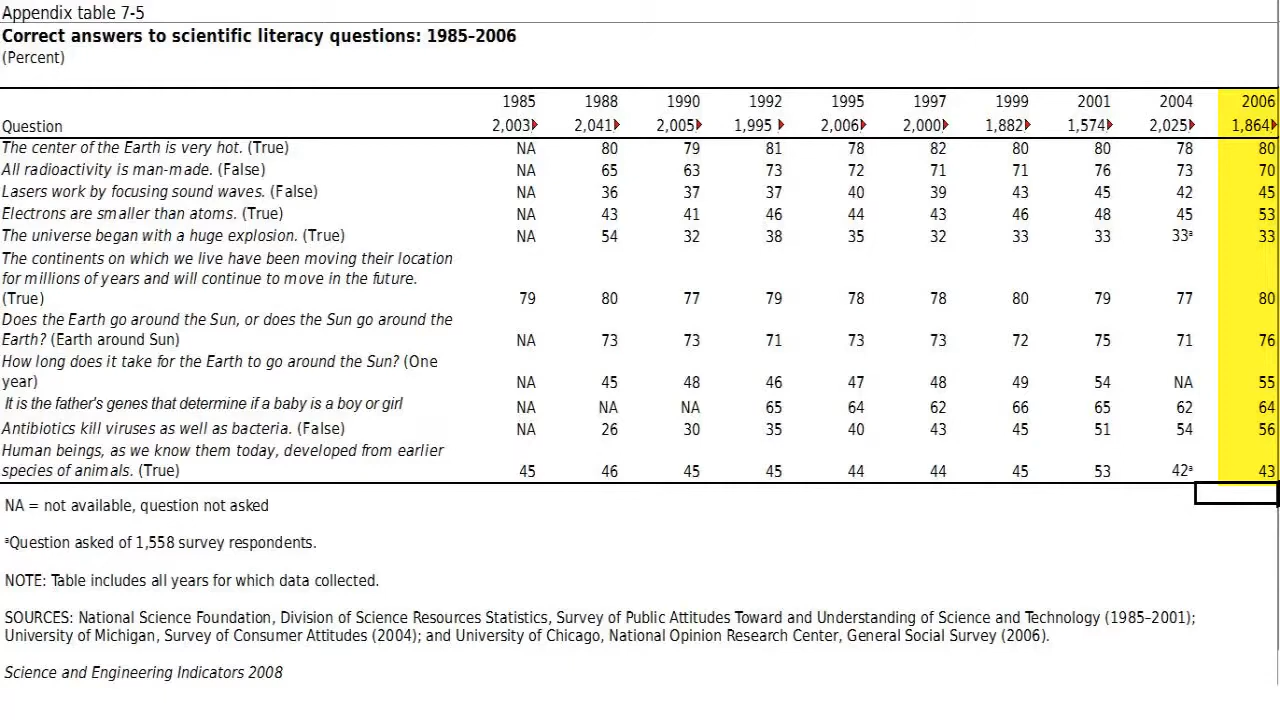 Appendix table 7-5
Correct answers to scientific literacy questions: 1985–2006
(Percent)
1985 1988 1990 1992 1995 1997 1999 2001 2004 2006
Question 2,003 2,041 2,005 1,995 2,006 2,000 1,882 1,574 2,025 1,864
The center of the Earth is very hot. (True) NA 80 79 81 78 82 80 80 78 80
All radioactivity is man-made. (False) NA 65 63 73 72 71 71 76 73 70
Lasers work by focusing sound waves. (False) NA 36 37 37 40 39 43 45 42 45
Electrons are smaller than atoms. (True) NA 43 41 46 44 43 46 48 45 53
The universe began with a huge explosion. (True) NA 54 32 38 35 32 33 33 33ᵃ 33
The continents on which we live have been moving their location
for millions of years and will continue to move in the future.
(True) 79 80 77 79 78 78 80 79 77 80
Does the Earth go around the Sun, or does the Sun go around the
Earth? (Earth around Sun) NA 73 73 71 73 73 72 75 71 76
How long does it take for the Earth to go around the Sun? (One
year) NA 45 48 46 47 48 49 54 NA 55
It is the father's genes that determine if a baby is a boy or girl NA NA NA 65 64 62 66 65 62 64
Antibiotics kill viruses as well as bacteria. (False) NA 26 30 35 40 43 45 51 54 56
Human beings, as we know them today, developed from earlier
species of animals. (True) 45 46 45 45 44 44 45 53 42ᵃ 43
NA = not available, question not asked
ᵃQuestion asked of 1,558 survey respondents.
NOTE: Table includes all years for which data collected.
SOURCES: National Science Foundation, Division of Science Resources Statistics, Survey of Public Attitudes Toward and Understanding of Science and Technology (1985–2001);
University of Michigan, Survey of Consumer Attitudes (2004); and University of Chicago, National Opinion Research Center, General Social Survey (2006).
Science and Engineering Indicators 2008